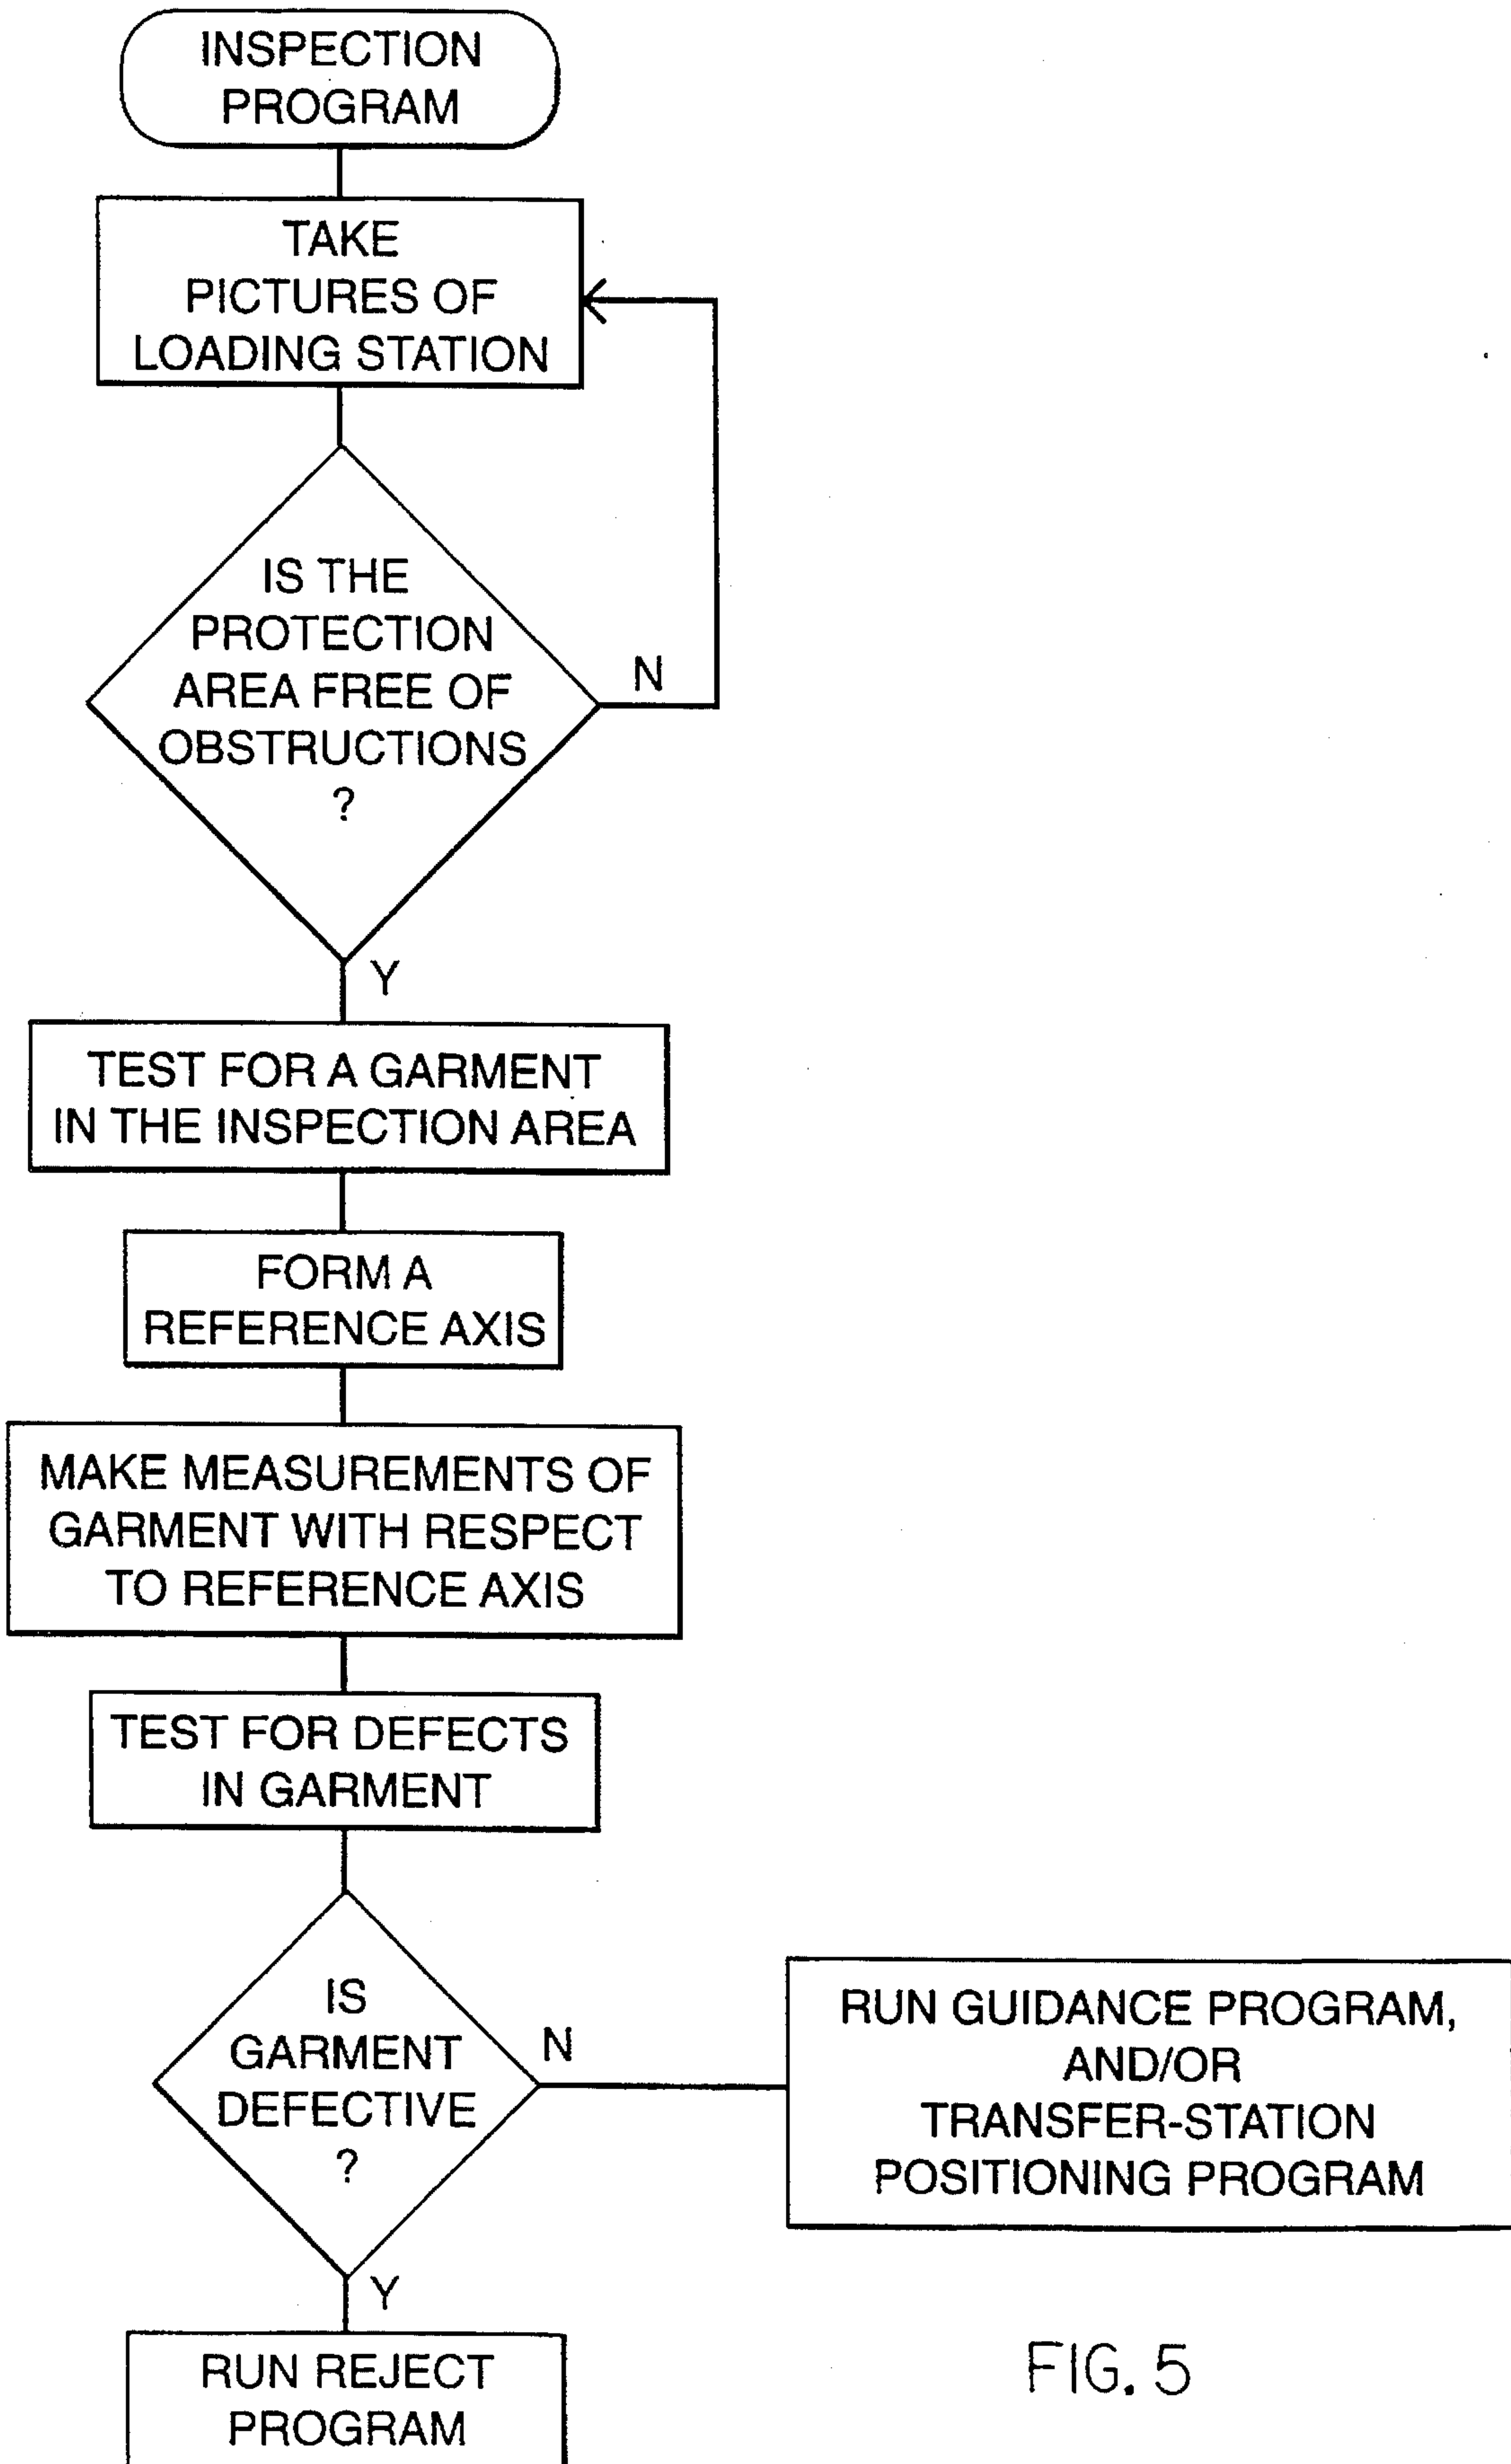 INSPECTION
PROGRAM
TAKE
PICTURES OF
LOADING STATION
IS THE
PROTECTION
AREA FREE OF
OBSTRUCTIONS
?
N
Y
TEST FOR A GARMENT
IN THE INSPECTION AREA
FORM A
REFERENCE AXIS
MAKE MEASUREMENTS OF
GARMENT WITH RESPECT
TO REFERENCE AXIS
TEST FOR DEFECTS
IN GARMENT
IS
GARMENT
DEFECTIVE
?
N
RUN GUIDANCE PROGRAM,
AND/OR
TRANSFER-STATION
POSITIONING PROGRAM
Y
RUN REJECT
PROGRAM
FIG. 5